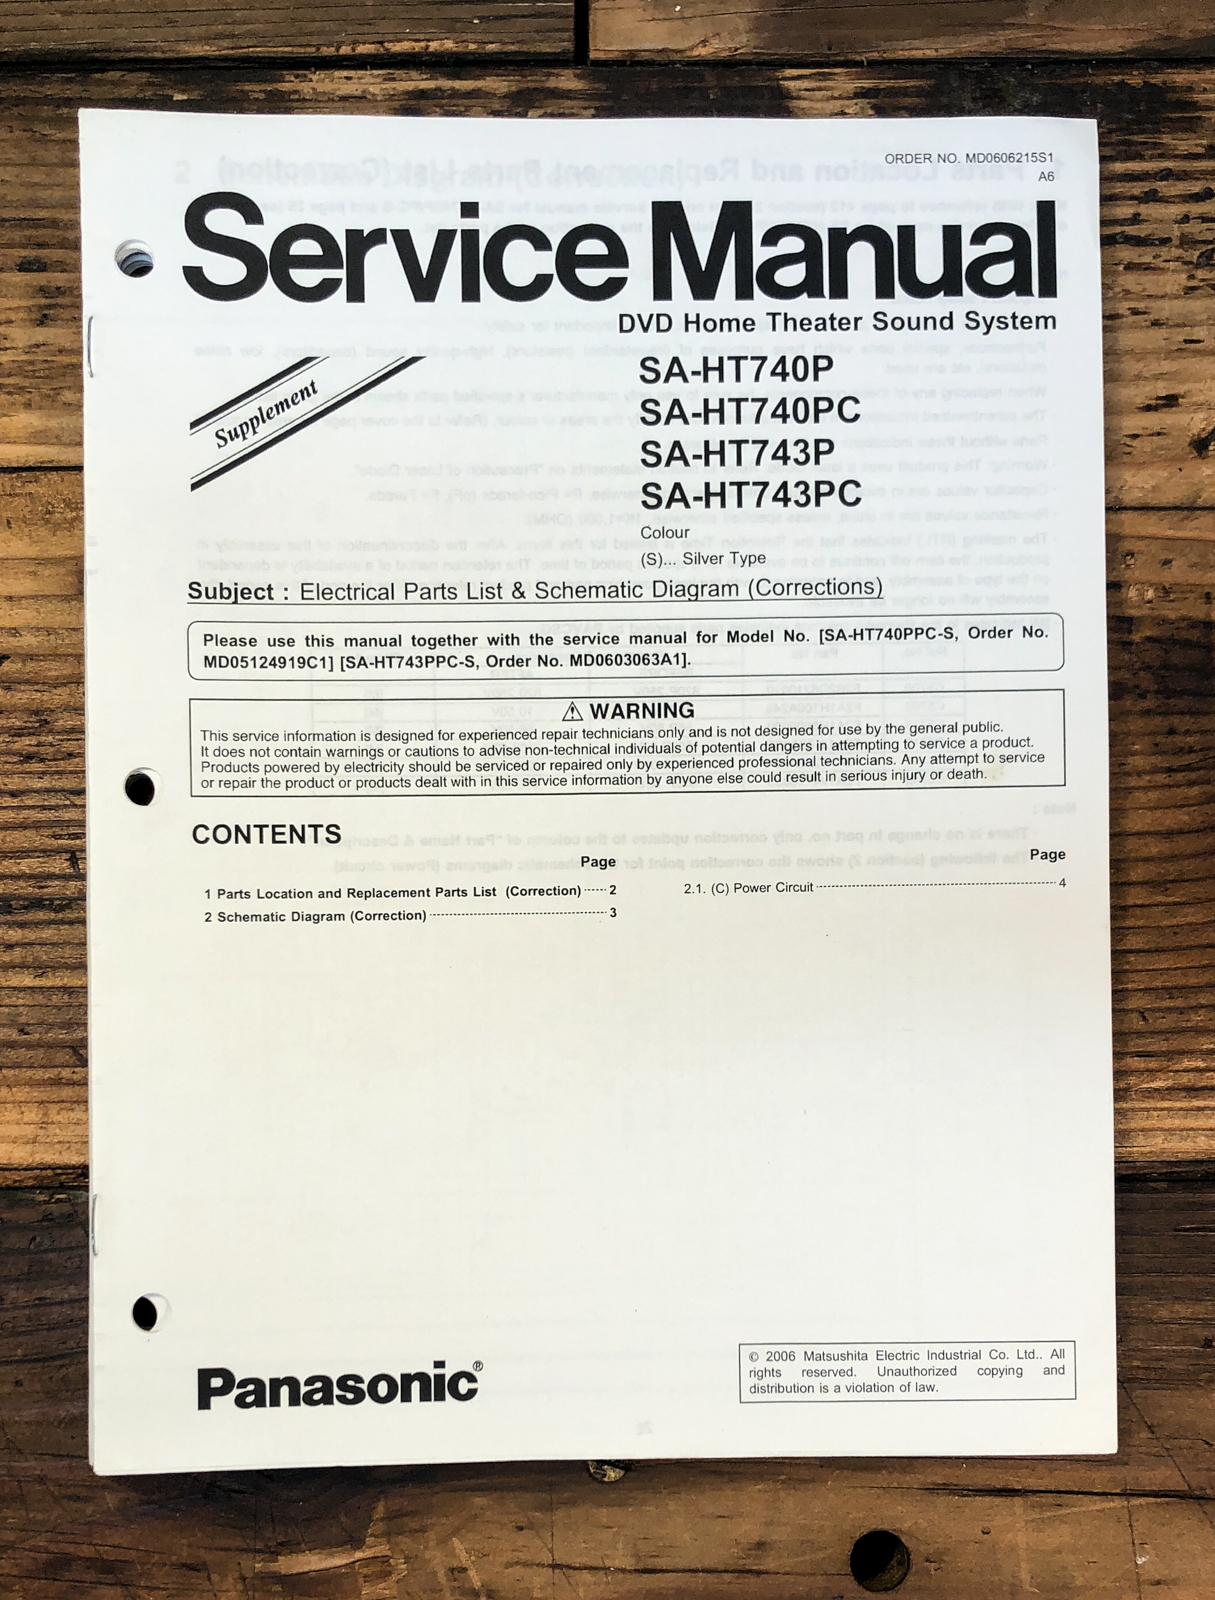 ORDER NO. MD0606215S1
A6
Service Manual
DVD Home Theater Sound System
Supplement
SA-HT740P
SA-HT740PC
SA-HT743P
SA-HT743PC
Colour
(S)... Silver Type
Subject : Electrical Parts List & Schematic Diagram (Corrections)
Please use this manual together with the service manual for Model No. [SA-HT740PPC-S, Order No.
MD05124919C1] [SA-HT743PPC-S, Order No. MD0603063A1].
⚠ WARNING
This service information is designed for experienced repair technicians only and is not designed for use by the general public.
It does not contain warnings or cautions to advise non-technical individuals of potential dangers in attempting to service a product.
Products powered by electricity should be serviced or repaired only by experienced professional technicians. Any attempt to service
or repair the product or products dealt with in this service information by anyone else could result in serious injury or death.
CONTENTS
Page
1 Parts Location and Replacement Parts List (Correction) ----- 2
2 Schematic Diagram (Correction) ----- 3
Page
2.1. (C) Power Circuit ----- 4
Panasonic®
© 2006 Matsushita Electric Industrial Co. Ltd.. All
rights reserved. Unauthorized copying and
distribution is a violation of law.